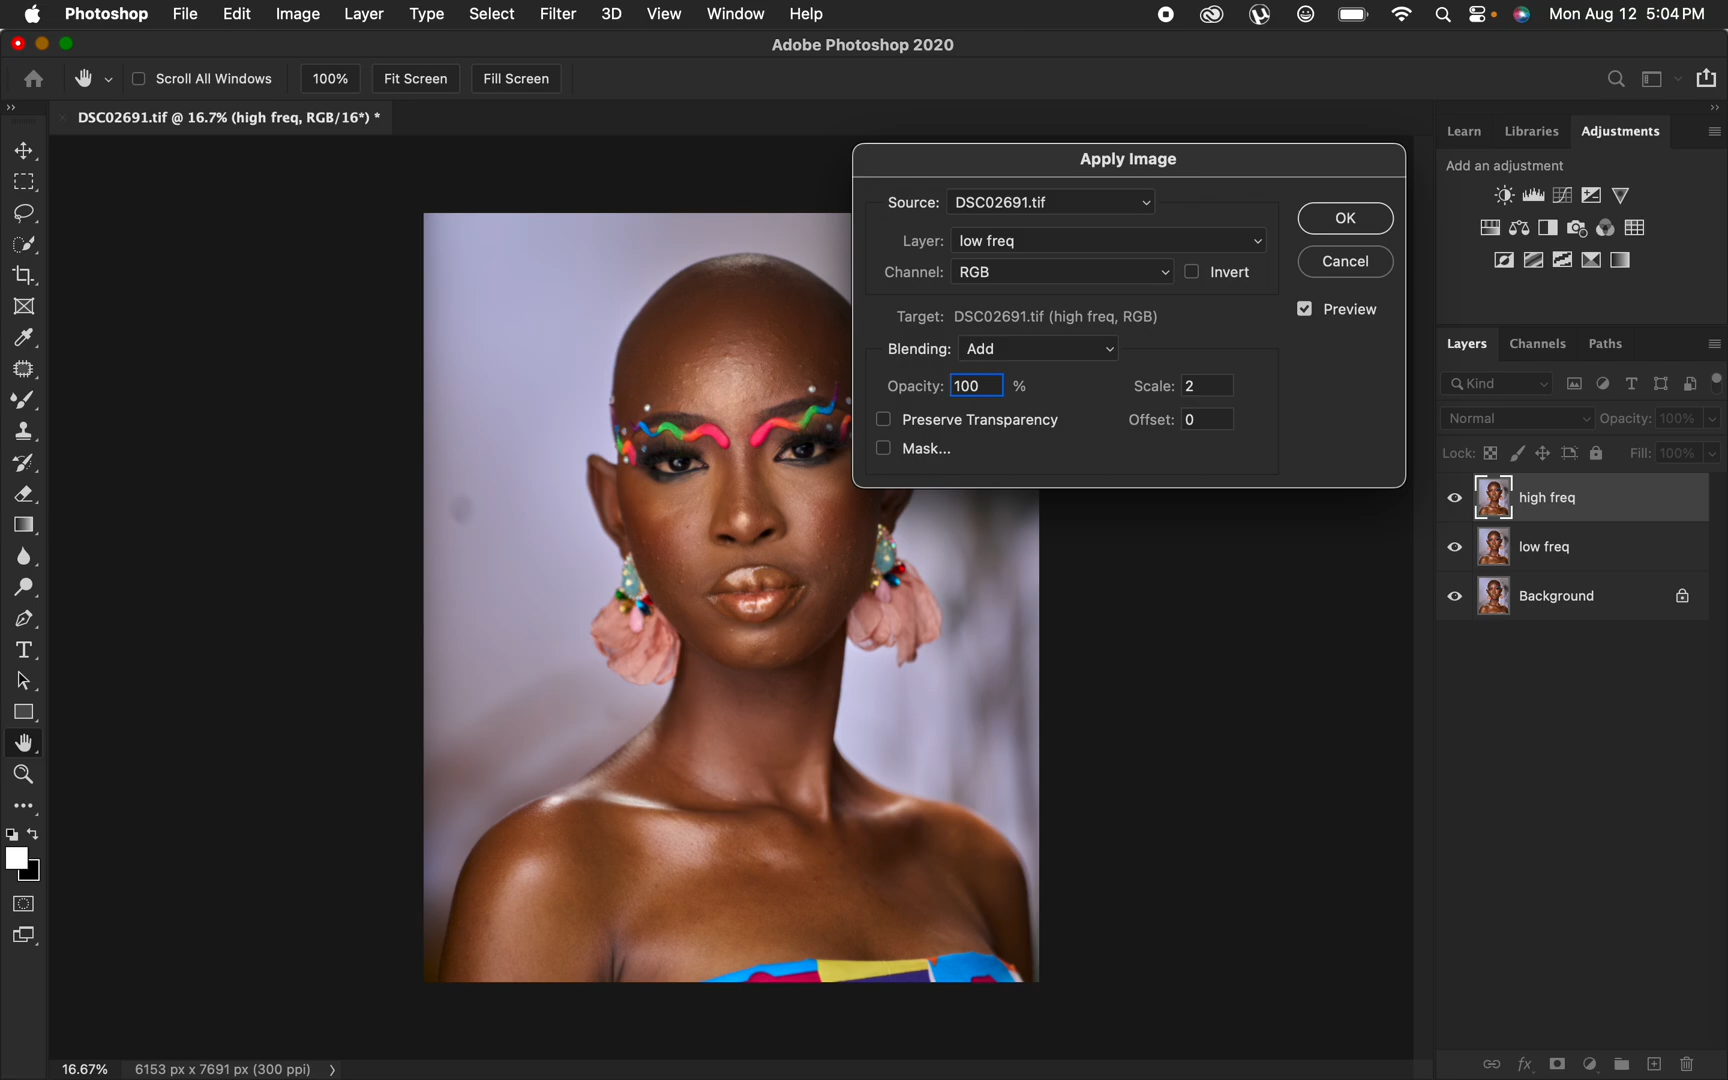 Photoshop File Edit Image Layer Type Select Filter 3D View Window Help Mon Aug 12 5:04 PM
Adobe Photoshop 2020
Scroll All Windows 100% Fit Screen Fill Screen
DSC02691.tif @ 16.7% (high freq, RGB/16*) *
Learn Libraries Adjustments
Add an adjustment
Apply Image
Source: DSC02691.tif
OK
Layer: low freq
Cancel
Channel: RGB Invert
Preview
Target: DSC02691.tif (high freq, RGB)
Blending: Add
Opacity: 100 % Scale: 2
Preserve Transparency Offset: 0
Mask...
Layers Channels Paths
Kind
Normal Opacity: 100%
Lock: Fill: 100%
high freq
low freq
Background
16.67% 6153 px x 7691 px (300 ppi)